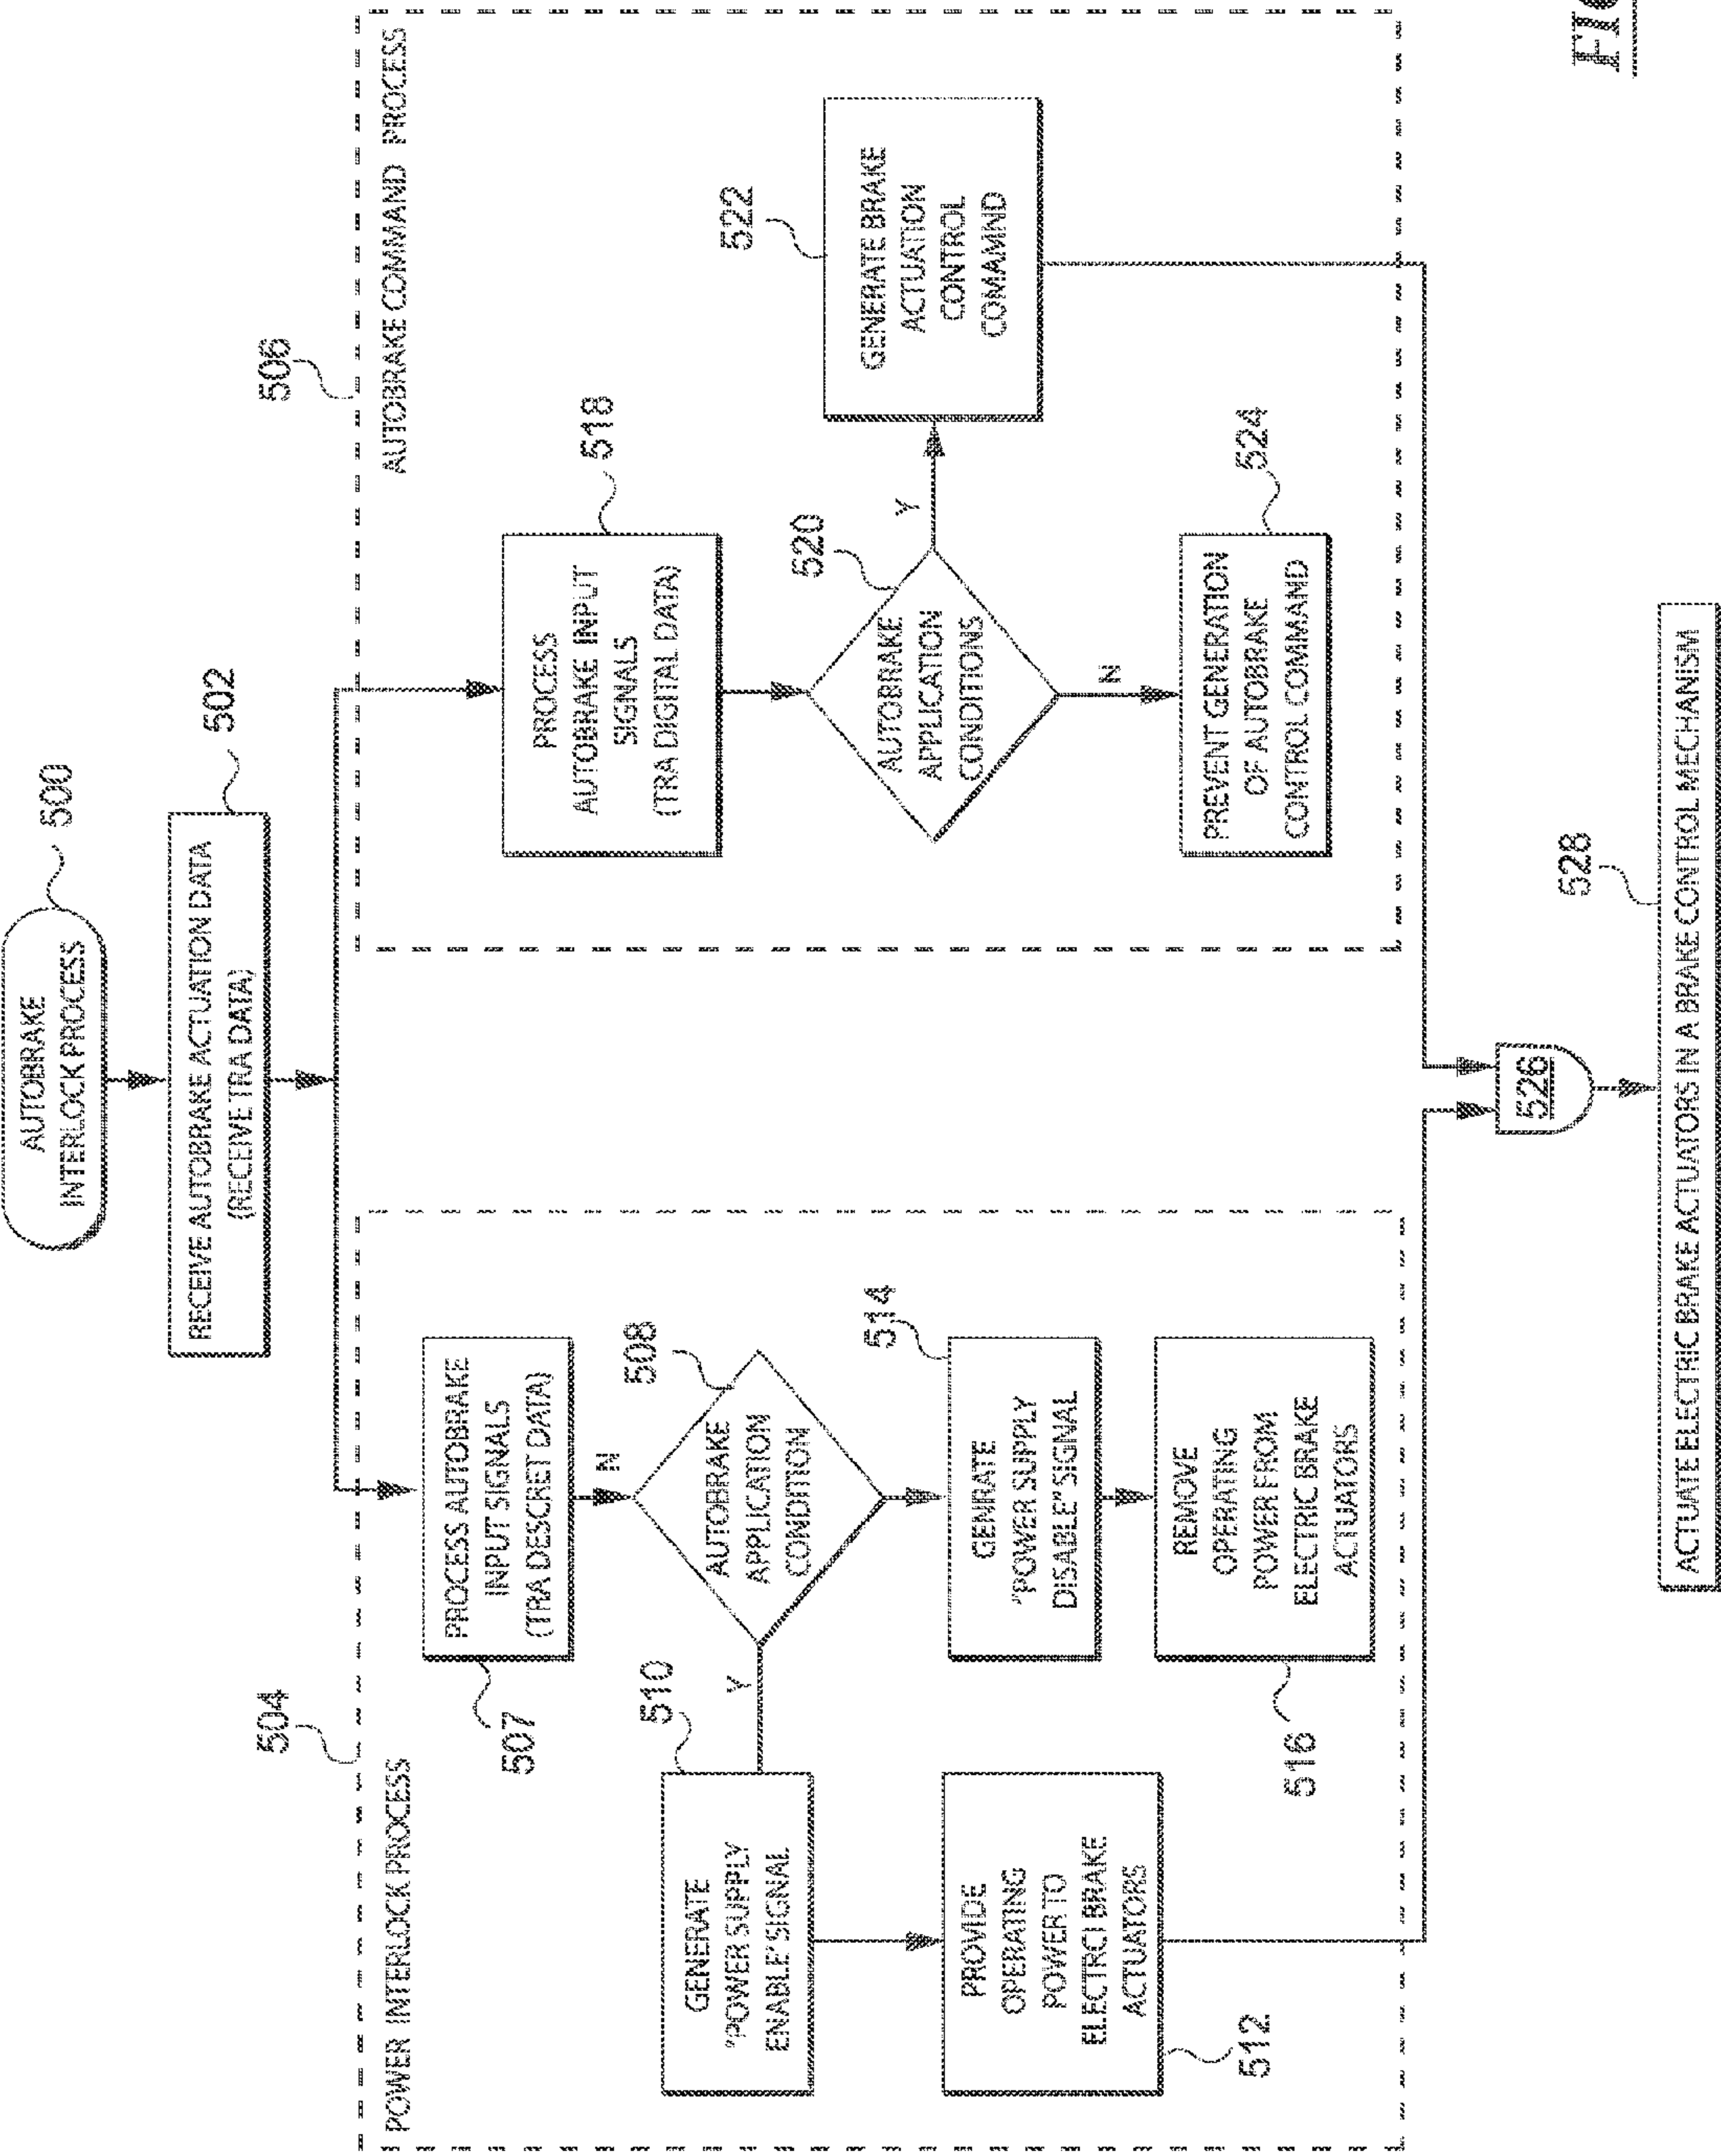 AUTOBRAKE
INTERLOCK PROCESS
500
RECEIVE AUTOBRAKE ACTUATION DATA
(RECEIVE TRA DATA)
502
504
POWER INTERLOCK PROCESS
PROCESS AUTOBRAKE
INPUT SIGNALS
(TRA DESCRET DATA)
507
N
508
AUTOBRAKE
APPLICATION
CONDITION
Y
510
GENERATE
"POWER SUPPLY
ENABLE" SIGNAL
PROVIDE
OPERATING
POWER TO
ELECTRCI BRAKE
ACTUATORS
512
514
GENRATE
"POWER SUPPLY
DISABLE" SIGNAL
REMOVE
OPERATING
POWER FROM
ELECTRIC BRAKE
ACTUATORS
516
506
AUTOBRAKE COMMAND PROCESS
PROCESS
AUTOBRAKE INPUT
SIGNALS
(TRA DIGITAL DATA)
518
520
AUTOBRAKE
APPLICATION
CONDITIONS
Y
522
GENERATE BRAKE
ACTUATION
CONTROL
COMAMND
N
524
PREVENT GENERATION
OF AUTOBRAKE
CONTROL COMMAND
526
528
ACTUATE ELECTRIC BRAKE ACTUATORS IN A BRAKE CONTROL MECHANISM